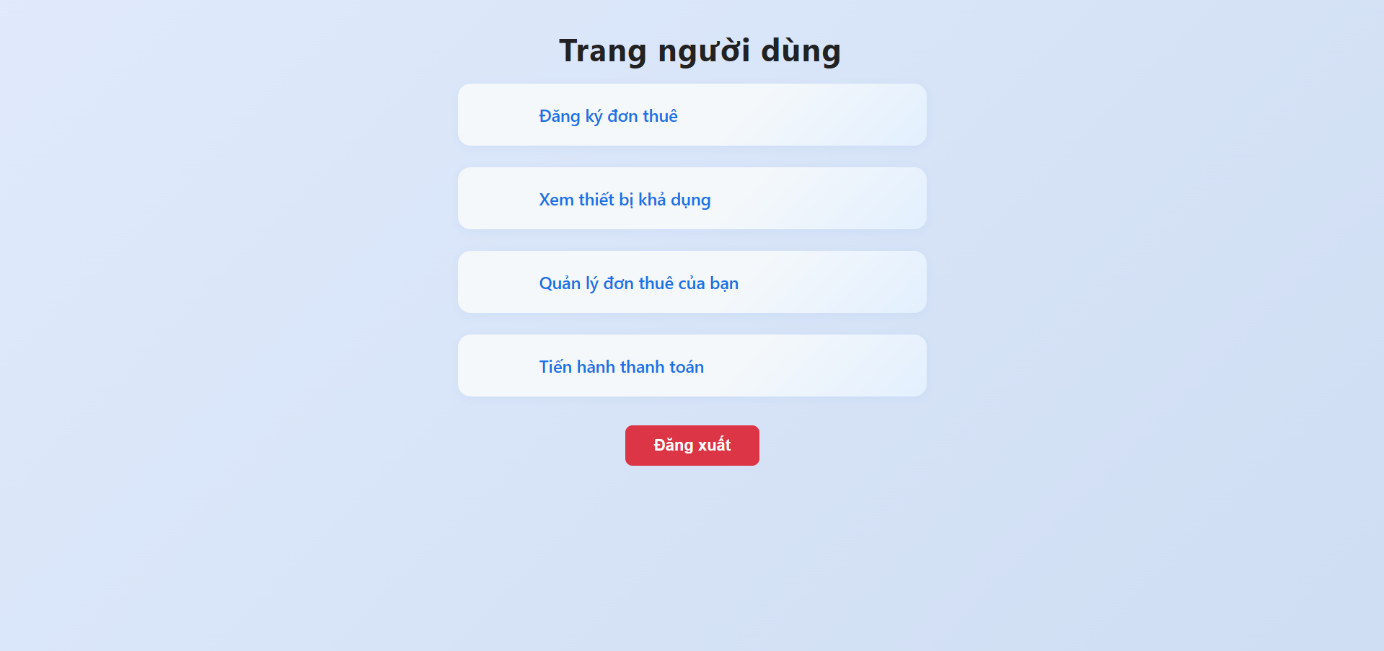 Trang người dùng
Đăng ký đơn thuê
Xem thiết bị khả dụng
Quản lý đơn thuê của bạn
Tiến hành thanh toán
Đăng xuất